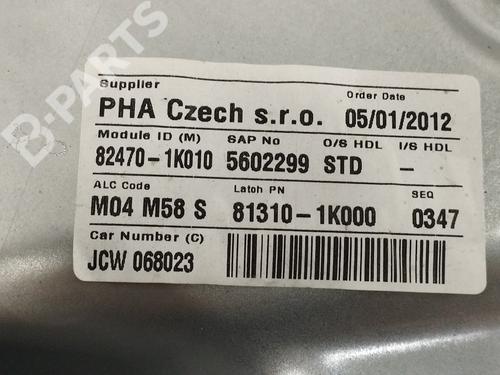 B-PARTS
Supplier
Order Date
PHA Czech s.r.o. 05/01/2012
Module ID (M) SAP No O/S HDL I/S HDL
82470-1K010 5602299 STD -
ALC Code Latoh PN SEQ
M04 M58 S 81310-1K000 0347
Car Number (C)
JCW 068023